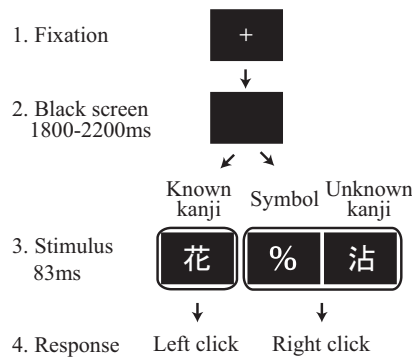 1. Fixation
+
2. Black screen
1800-2200ms
Known
kanji
Symbol
Unknown
kanji
3. Stimulus
83ms
花 % 沾
4. Response Left click Right click